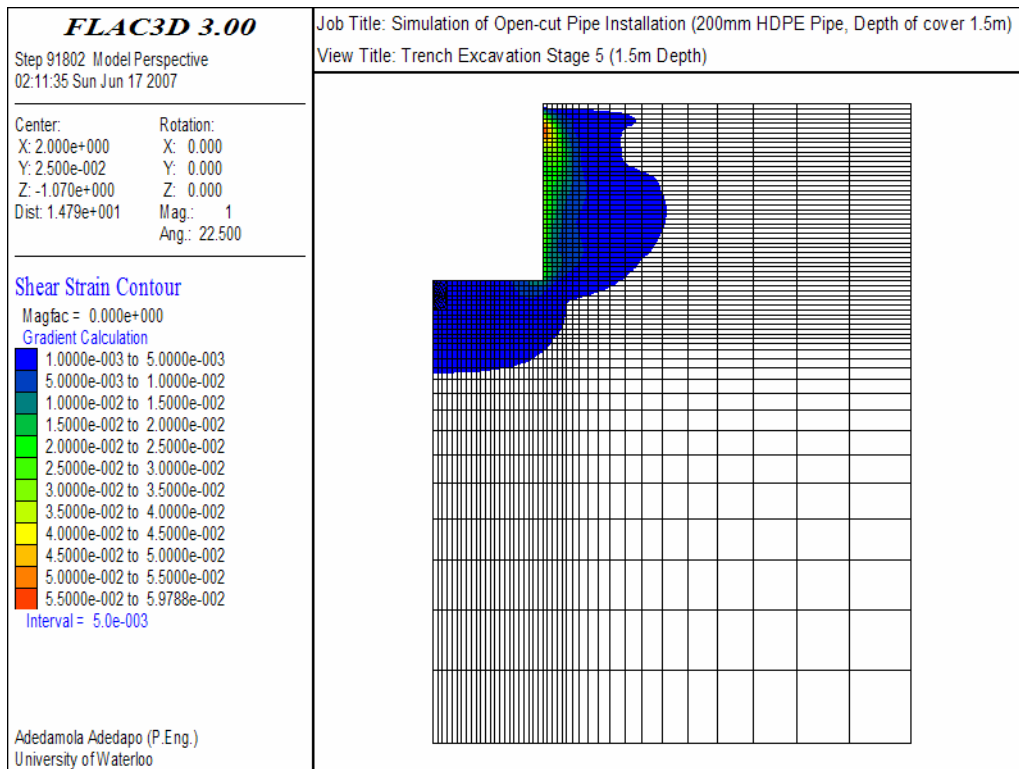 FLAC3D 3.00
Step 91802 Model Perspective
02:11:35 Sun Jun 17 2007
Center: Rotation:
X: 2.000e+000 X: 0.000
Y: 2.500e-002 Y: 0.000
Z: -1.070e+000 Z: 0.000
Dist: 1.479e+001 Mag.: 1
Ang.: 22.500
Shear Strain Contour
Magfac = 0.000e+000
Gradient Calculation
1.0000e-003 to 5.0000e-003
5.0000e-003 to 1.0000e-002
1.0000e-002 to 1.5000e-002
1.5000e-002 to 2.0000e-002
2.0000e-002 to 2.5000e-002
2.5000e-002 to 3.0000e-002
3.0000e-002 to 3.5000e-002
3.5000e-002 to 4.0000e-002
4.0000e-002 to 4.5000e-002
4.5000e-002 to 5.0000e-002
5.0000e-002 to 5.5000e-002
5.5000e-002 to 5.9788e-002
Interval = 5.0e-003
Adedamola Adedapo (P.Eng.)
University of Waterloo
Job Title: Simulation of Open-cut Pipe Installation (200mm HDPE Pipe, Depth of cover 1.5m)
View Title: Trench Excavation Stage 5 (1.5m Depth)